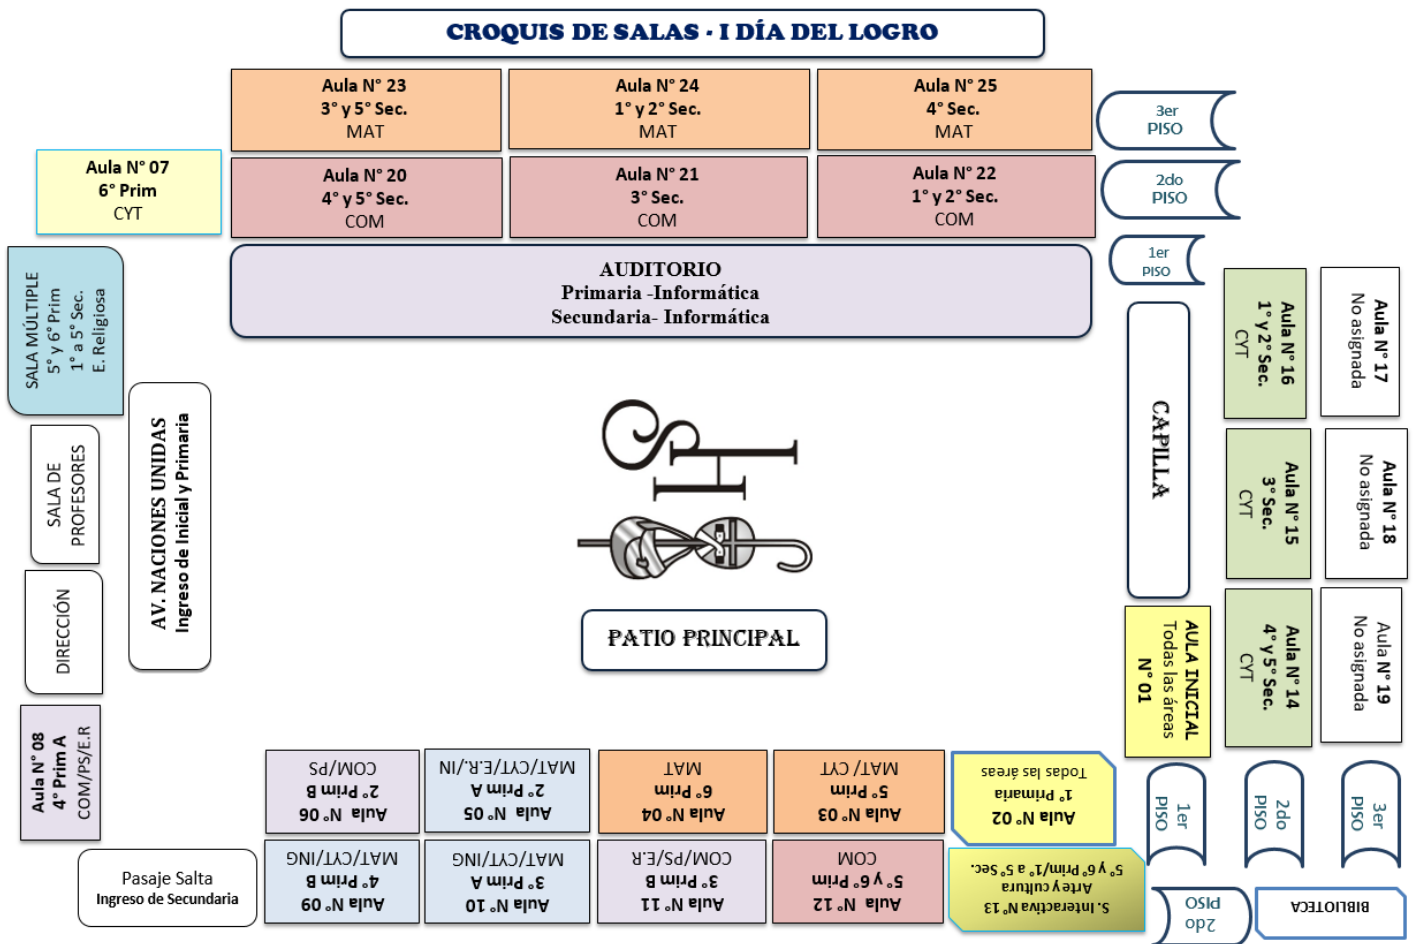 CROQUIS DE SALAS - I DÍA DEL LOGRO
Aula N° 23
3° y 5° Sec.
MAT
Aula N° 24
1° y 2° Sec.
MAT
Aula N° 25
4° Sec.
MAT
3er
PISO
Aula N° 07
6° Prim
CYT
Aula N° 20
4° y 5° Sec.
COM
Aula N° 21
3° Sec.
COM
Aula N° 22
1° y 2° Sec.
COM
2do
PISO
AUDITORIO
Primaria -Informática
Secundaria- Informática
1er
PISO
SALA MÚLTIPLE
5° y 6° Prim
1° a 5° Sec.
E. Religiosa
SALA DE
PROFESORES
DIRECCIÓN
Aula N° 08
4° Prim A
COM/PS/E.R
AV. NACIONES UNIDAS
Ingreso de Inicial y Primaria
PATIO PRINCIPAL
CAPILLA
AULA INICIAL
Todas las áreas
N° 01
Aula N° 16
1° y 2° Sec.
CYT
Aula N° 17
No asignada
Aula N° 15
3° Sec.
CYT
Aula N° 18
No asignada
Aula N° 14
4° y 5° Sec.
CYT
Aula N° 19
No asignada
Aula N° 06
2° Prim B
COM/PS
Aula N° 05
2° Prim A
MAT/CYT/E.R./IN
Aula N° 04
6° Prim
MAT
Aula N° 03
5° Prim
MAT/ CYT
Aula N° 02
1° Primaria
Todas las áreas
1er
PISO
2do
PISO
3er
PISO
Pasaje Salta
Ingreso de Secundaria
Aula N° 09
4° Prim B
MAT/CYT/ING
Aula N° 10
3° Prim A
MAT/CYT/ING
Aula N° 11
3° Prim B
COM/PS/E.R
Aula N° 12
5° Y 6° Prim
COM
S. Interactiva N° 13
Arte y cultura
5° y 6° Prim/1° a 5° Sec.
2do
PISO
BIBLIOTECA